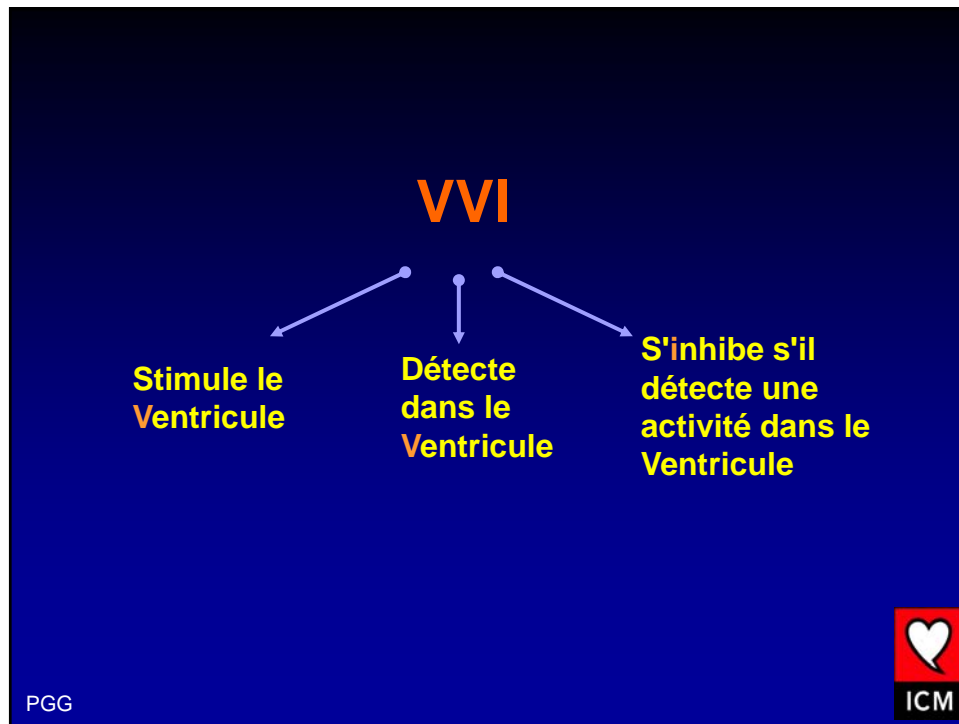 VVI
Stimule le
Ventricule
Détecte
dans le
Ventricule
S'inhibe s'il
détecte une
activité dans le
Ventricule
PGG
ICM